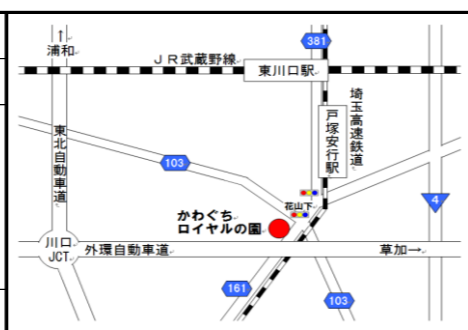 ↑
浦和
381
JR武蔵野線
東川口駅
埼玉高速鉄道
戸塚安行駅
東北自動車道
103
花山下
4
かわぐち
ロイヤルの園
川口
JCT
外環自動車道
草加→
161
103